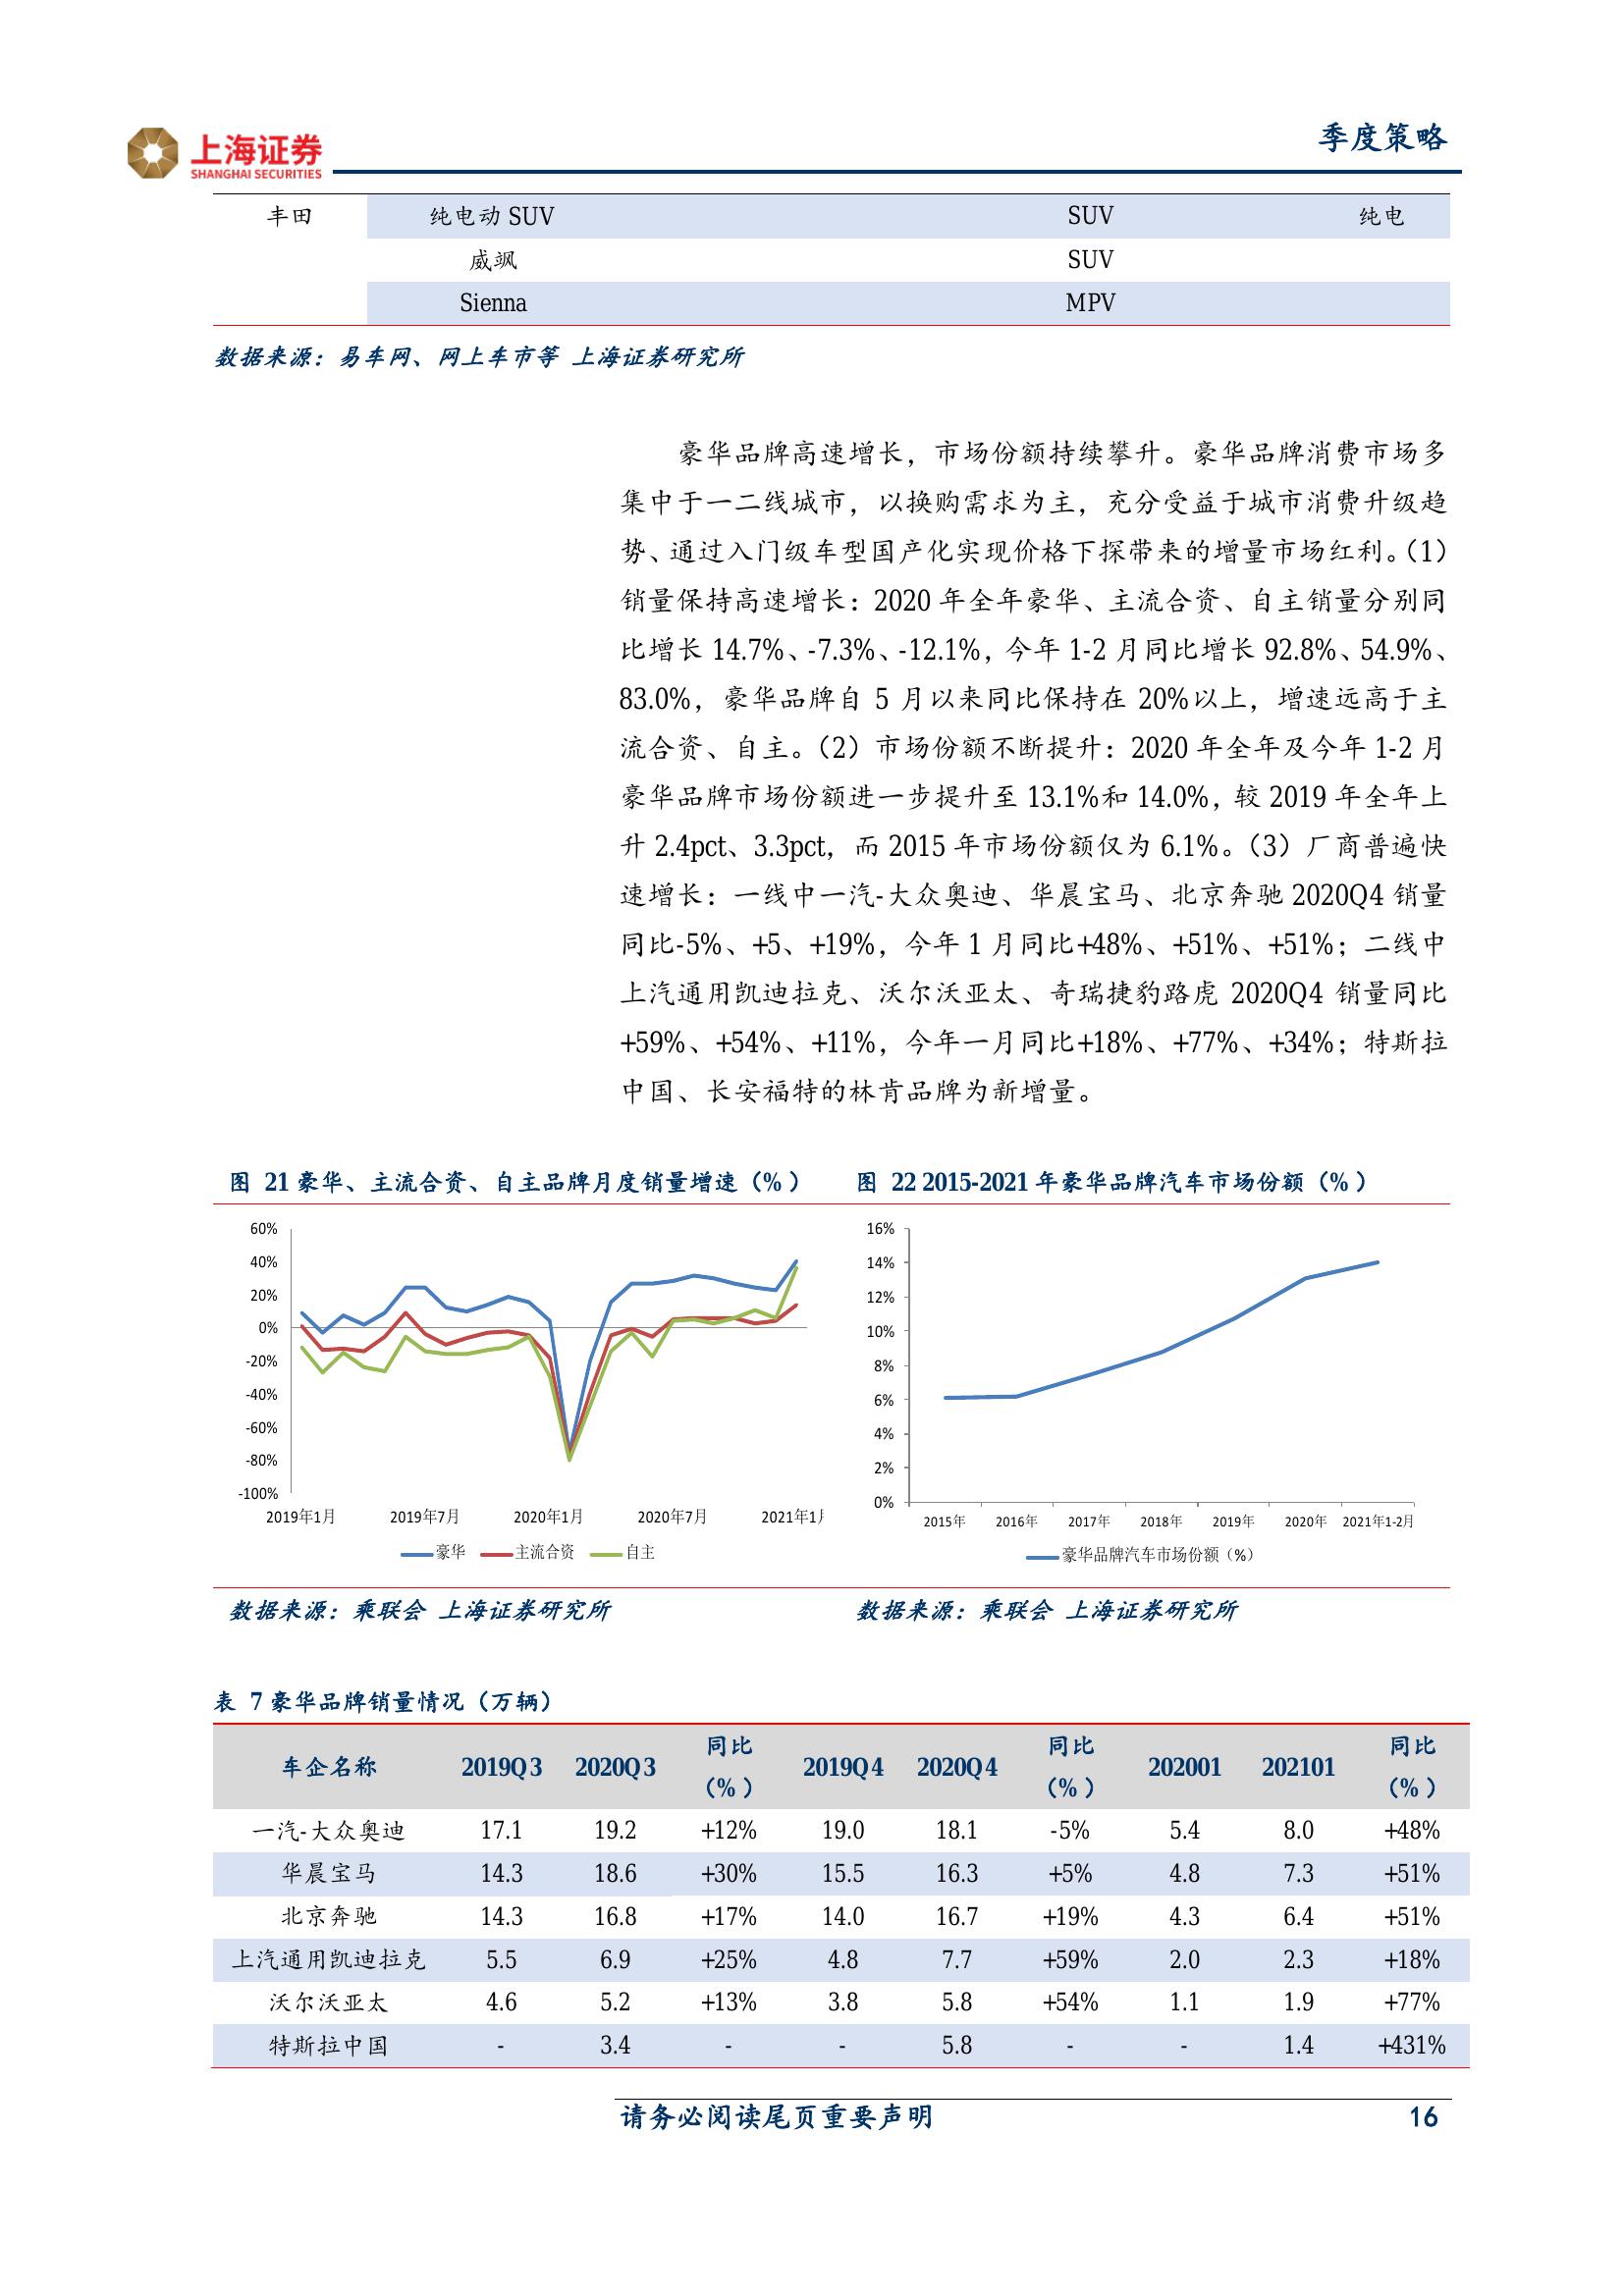 上海证券
SHANGHAI SECURITIES
季度策略
丰田 纯电动 SUV SUV 纯电
威飒 SUV
Sienna MPV
数据来源：易车网、网上车市等 上海证券研究所
豪华品牌高速增长，市场份额持续攀升。豪华品牌消费市场多
集中于一二线城市，以换购需求为主，充分受益于城市消费升级趋
势、通过入门级车型国产化实现价格下探带来的增量市场红利。（1）
销量保持高速增长：2020 年全年豪华、主流合资、自主销量分别同
比增长 14.7%、-7.3%、-12.1%，今年 1-2 月同比增长 92.8%、54.9%、
83.0%，豪华品牌自 5 月以来同比保持在 20%以上，增速远高于主
流合资、自主。（2）市场份额不断提升：2020 年全年及今年 1-2 月
豪华品牌市场份额进一步提升至 13.1%和 14.0%，较 2019 年全年上
升 2.4pct、3.3pct，而 2015 年市场份额仅为 6.1%。（3）厂商普遍快
速增长：一线中一汽-大众奥迪、华晨宝马、北京奔驰 2020Q4 销量
同比-5%、+5、+19%，今年 1 月同比+48%、+51%、+51%；二线中
上汽通用凯迪拉克、沃尔沃亚太、奇瑞捷豹路虎 2020Q4 销量同比
+59%、+54%、+11%，今年一月同比+18%、+77%、+34%；特斯拉
中国、长安福特的林肯品牌为新增量。
图 21 豪华、主流合资、自主品牌月度销量增速（%）
60%
40%
20%
0%
-20%
-40%
-60%
-80%
-100%
2019年1月 2019年7月 2020年1月 2020年7月 2021年1月
豪华 主流合资 自主
数据来源：乘联会 上海证券研究所
图 22 2015-2021 年豪华品牌汽车市场份额（%）
16%
14%
12%
10%
8%
6%
4%
2%
0%
2015年 2016年 2017年 2018年 2019年 2020年 2021年1-2月
豪华品牌汽车市场份额（%）
数据来源：乘联会 上海证券研究所
表 7 豪华品牌销量情况（万辆）
车企名称 2019Q3 2020Q3 同比（%） 2019Q4 2020Q4 同比（%） 202001 202101 同比（%）
一汽-大众奥迪 17.1 19.2 +12% 19.0 18.1 -5% 5.4 8.0 +48%
华晨宝马 14.3 18.6 +30% 15.5 16.3 +5% 4.8 7.3 +51%
北京奔驰 14.3 16.8 +17% 14.0 16.7 +19% 4.3 6.4 +51%
上汽通用凯迪拉克 5.5 6.9 +25% 4.8 7.7 +59% 2.0 2.3 +18%
沃尔沃亚太 4.6 5.2 +13% 3.8 5.8 +54% 1.1 1.9 +77%
特斯拉中国 - 3.4 - - 5.8 - - 1.4 +431%
请务必阅读尾页重要声明 16